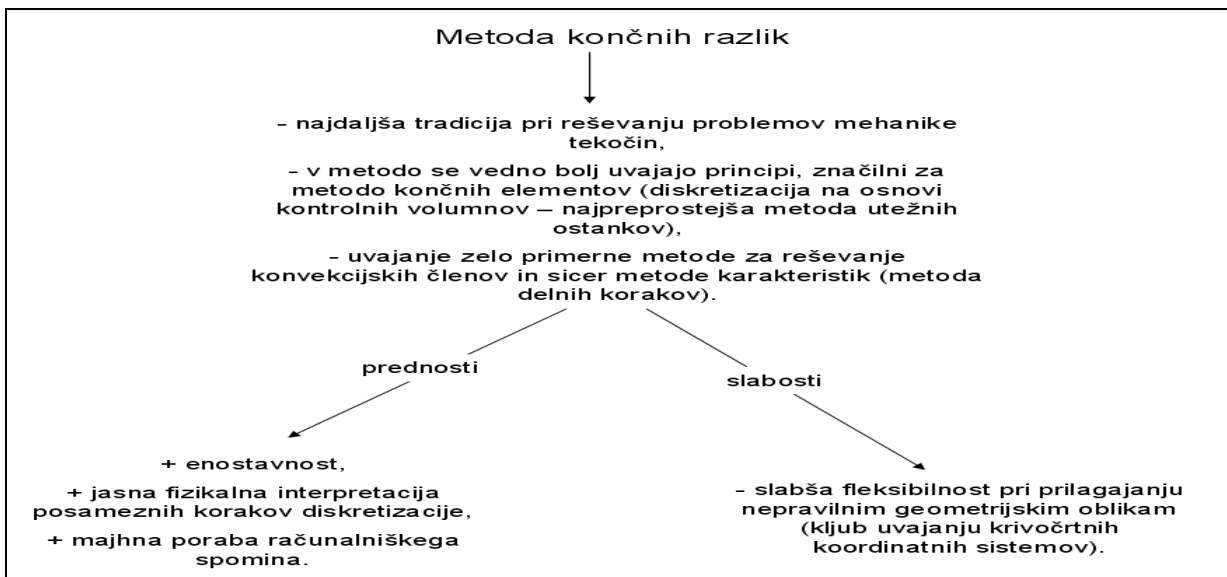 Metoda končnih razlik
- najdaljša tradicija pri reševanju problemov mehanike
tekočin,
- v metodo se vedno bolj uvajajo principi, značilni za
metodo končnih elementov (diskretizacija na osnovi
kontrolnih volumnov – najpreprostejša metoda utežnih
ostankov),
- uvajanje zelo primerne metode za reševanje
konvekcijskih členov in sicer metode karakteristik (metoda
delnih korakov).
prednosti
slabosti
+ enostavnost,
+ jasna fizikalna interpretacija
posameznih korakov diskretizacije,
+ majhna poraba računalniškega
spomina.
- slabša fleksibilnost pri prilagajanju
nepravilnim geometrijskim oblikam
(kljub uvajanju krivočrtnih
koordinatnih sistemov).